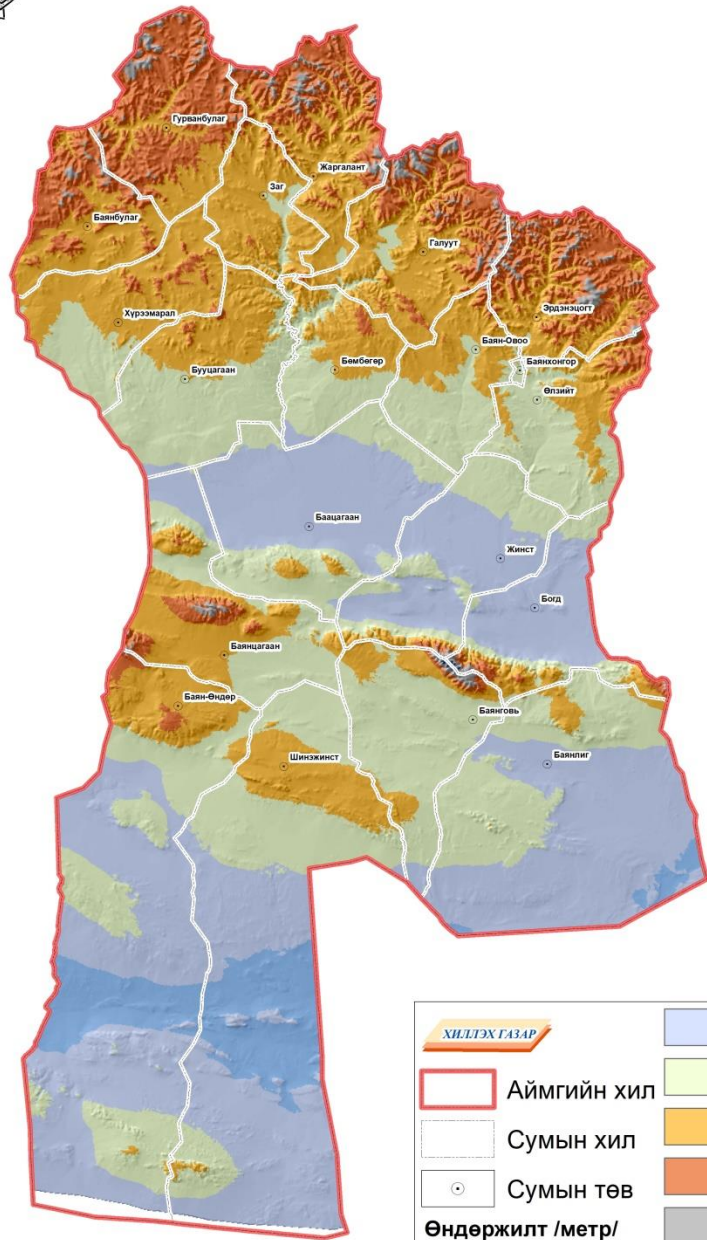 Гурванбулаг
Жаргалант
Заг
Баянбулаг
Галуут
Хүрээмарал
Эрдэнэцогт
Баян-Овоо
Бууцагаан
Бөмбөгөр
Баянхонгор
Өлзийт
Баацагаан
Жинст
Богд
Баянцагаан
Баян-Өндөр
Баянговь
Шинэжинст
Баянлиг
ХИЛЛЭХ ГАЗАР
Аймгийн хил
Сумын хил
Сумын төв
Өндөржилт /метр/